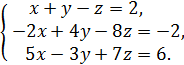 x + y − z = 2,
−2x + 4y − 8z = −2,
5x − 3y + 7z = 6.